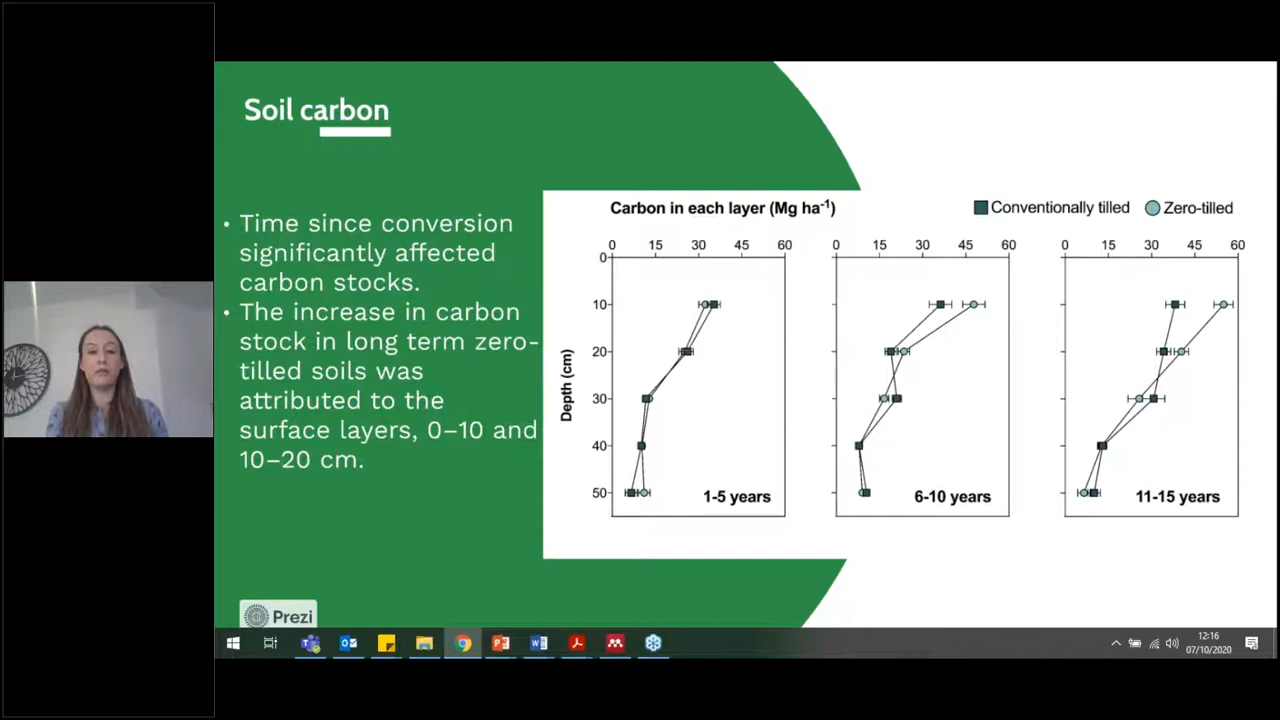 Soil carbon
• Time since conversion
significantly affected
carbon stocks.
• The increase in carbon
stock in long term zero-
tilled soils was
attributed to the
surface layers, 0–10 and
10–20 cm.
Carbon in each layer (Mg ha⁻¹)
Conventionally tilled
Zero-tilled
0 15 30 45 60
0 15 30 45 60
0 15 30 45 60
0
10
20
30
40
50
Depth (cm)
1-5 years
6-10 years
11-15 years
Prezi
12:16
07/10/2020